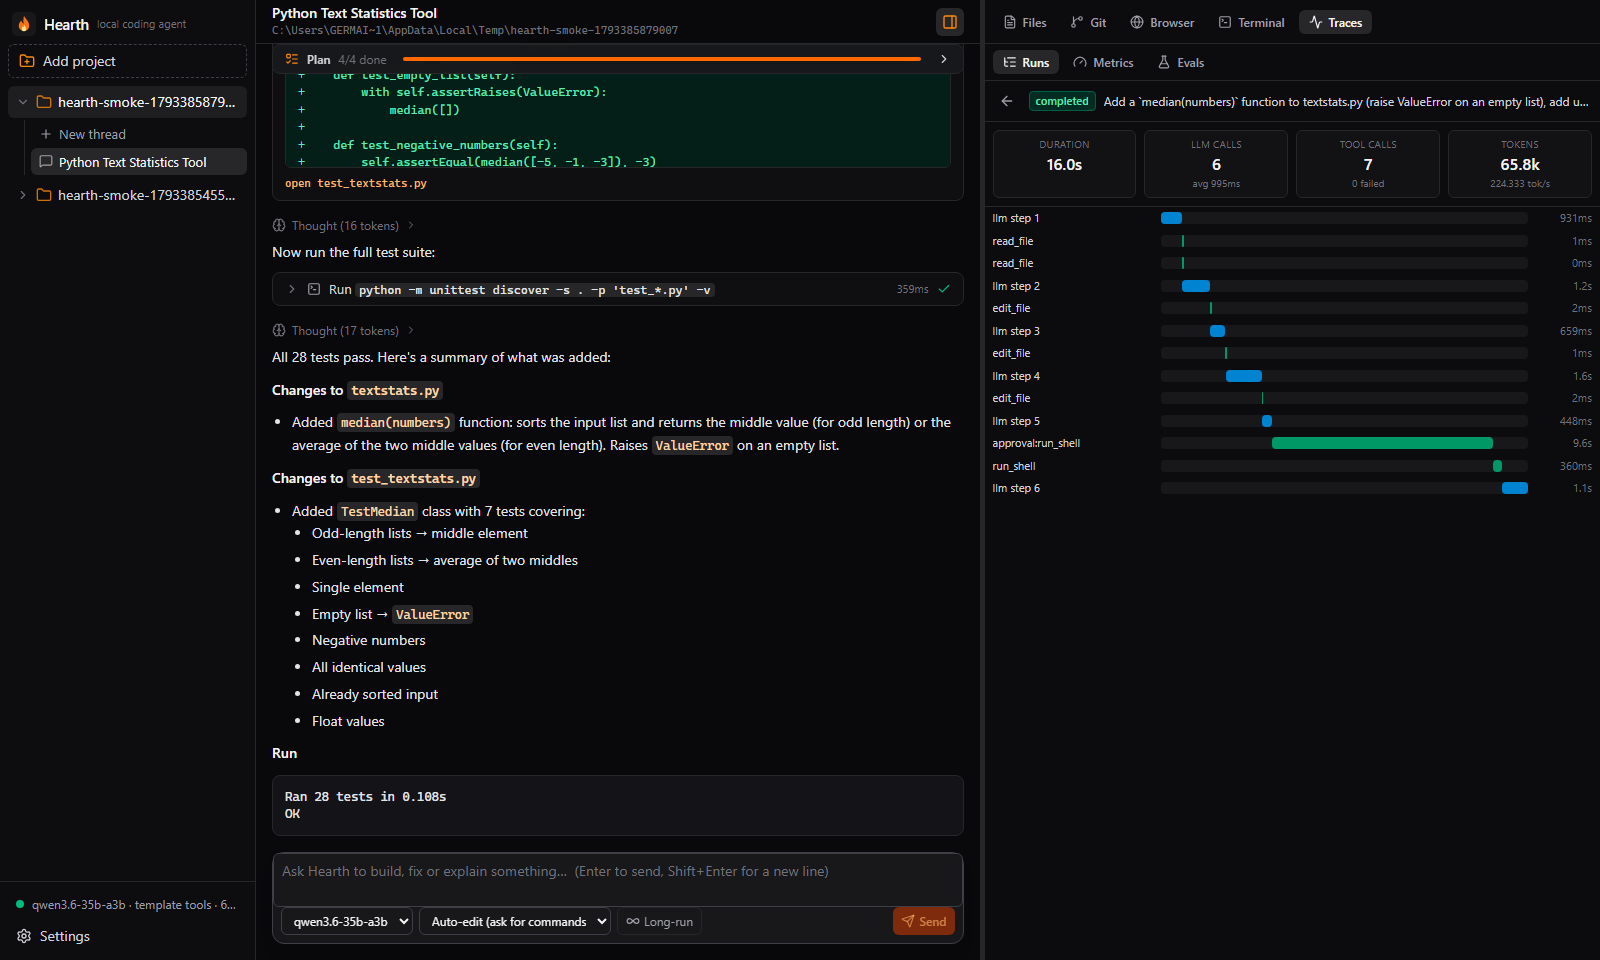 Hearth local coding agent
Add project
hearth-smoke-1793385879...
New thread
Python Text Statistics Tool
hearth-smoke-1793385455...
qwen3.6-35b-a3b · template tools · 6...
Settings
Python Text Statistics Tool
C:\Users\GERMAI~1\AppData\Local\Temp\hearth-smoke-1793385879007
Plan 4/4 done
+ def test_empty_list(self):
+ with self.assertRaises(ValueError):
+ median([])
+
+ def test_negative_numbers(self):
+ self.assertEqual(median([-5, -1, -3]), -3)
open test_textstats.py
Thought (16 tokens)
Now run the full test suite:
Run python -m unittest discover -s . -p 'test_*.py' -v 359ms
Thought (17 tokens)
All 28 tests pass. Here's a summary of what was added:
Changes to textstats.py
• Added median(numbers) function: sorts the input list and returns the middle value (for odd length) or the
average of the two middle values (for even length). Raises ValueError on an empty list.
Changes to test_textstats.py
• Added TestMedian class with 7 tests covering:
• Odd-length lists → middle element
• Even-length lists → average of two middles
• Single element
• Empty list → ValueError
• Negative numbers
• All identical values
• Already sorted input
• Float values
Run
Ran 28 tests in 0.108s
OK
Ask Hearth to build, fix or explain something... (Enter to send, Shift+Enter for a new line)
qwen3.6-35b-a3b Auto-edit (ask for commands Long-run Send
Files Git Browser Terminal Traces
Runs Metrics Evals
completed Add a `median(numbers)` function to textstats.py (raise ValueError on an empty list), add u...
DURATION LLM CALLS TOOL CALLS TOKENS
16.0s 6 7 65.8k
avg 995ms 0 failed 224.333 tok/s
llm step 1 931ms
read_file 1ms
read_file 0ms
llm step 2 1.2s
edit_file 2ms
llm step 3 659ms
edit_file 1ms
llm step 4 1.6s
edit_file 2ms
llm step 5 448ms
approval:run_shell 9.6s
run_shell 360ms
llm step 6 1.1s